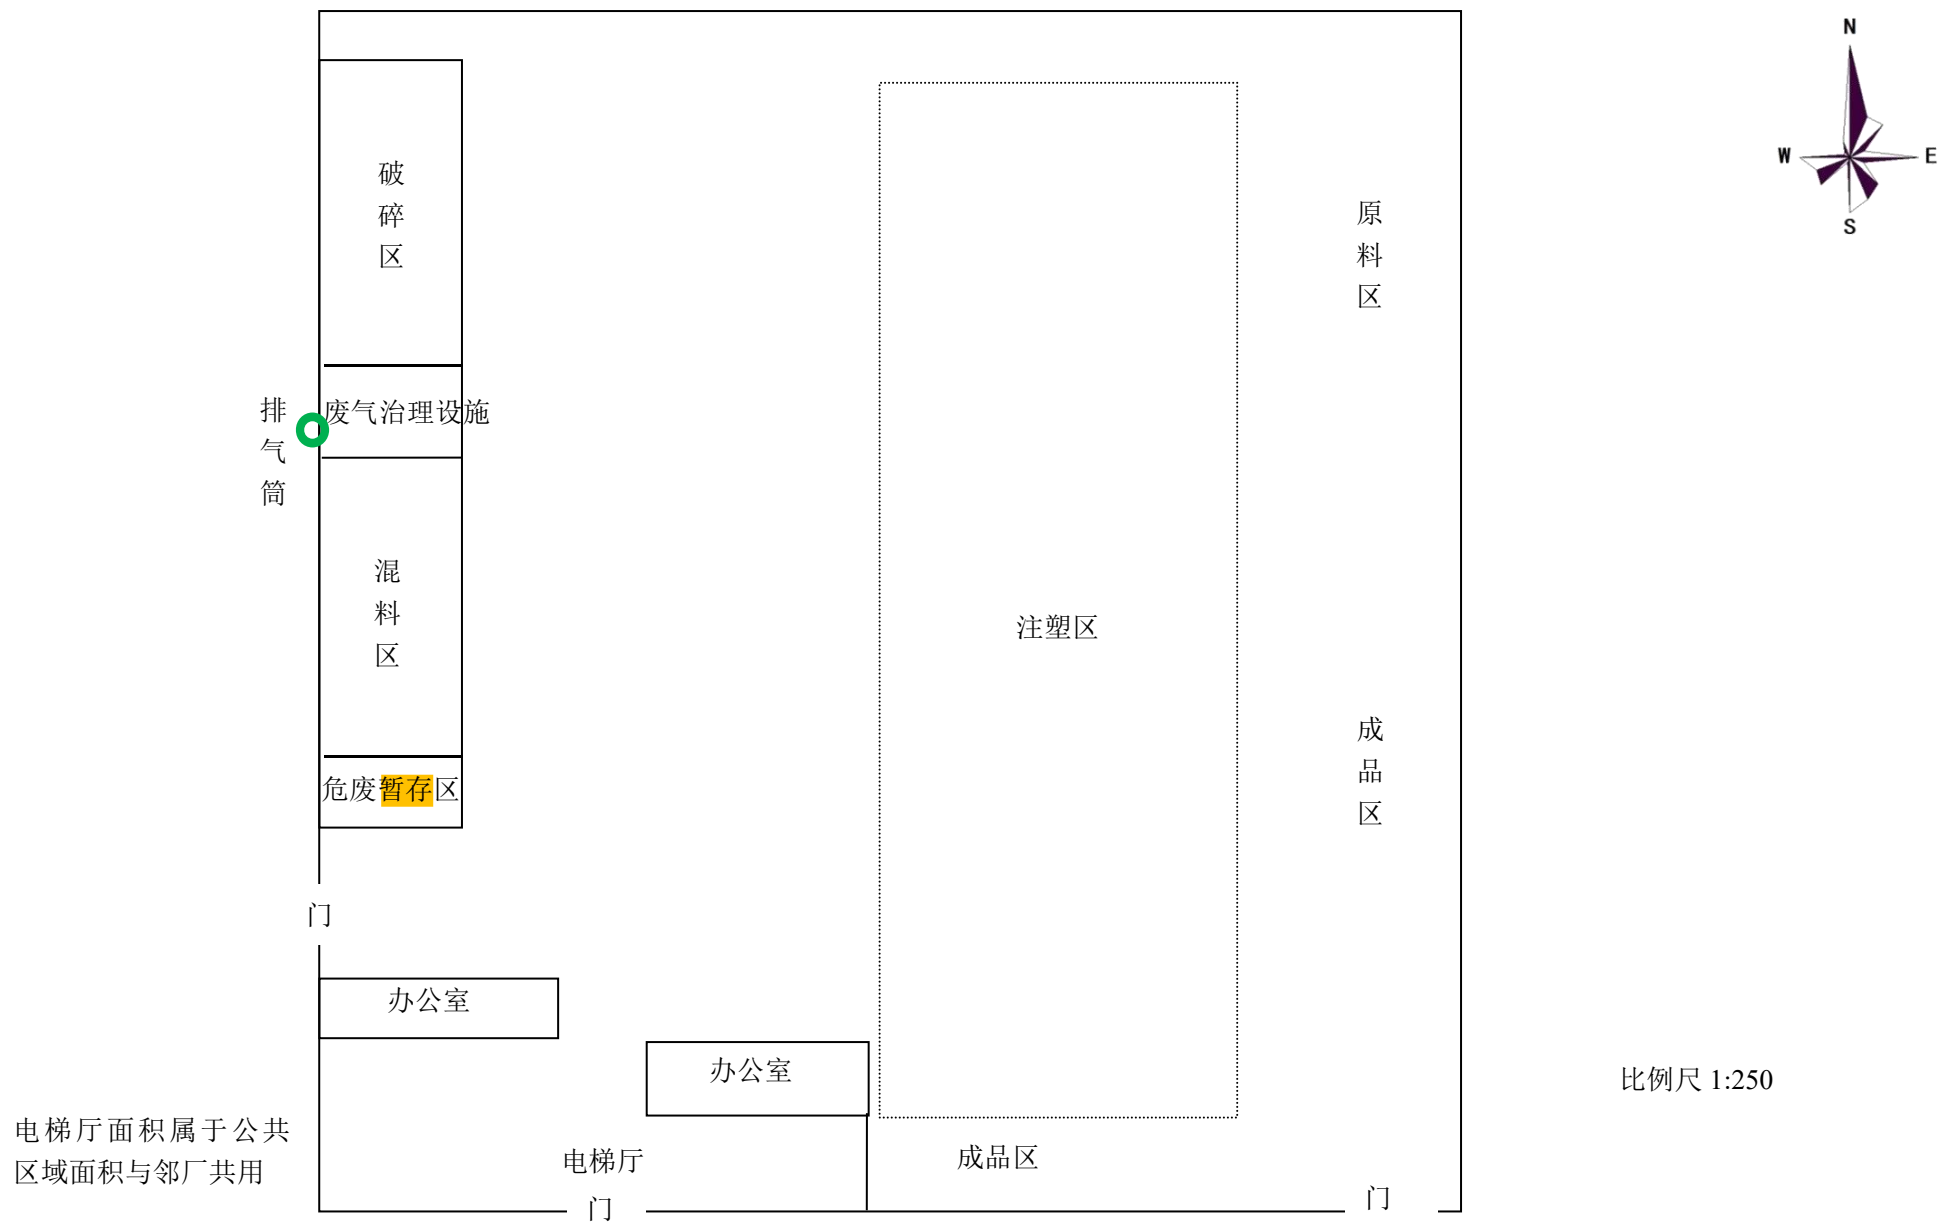 N
W
E
S
破碎区
原料区
排气筒
废气治理设施
混料区
注塑区
成品区
危废暂存区
门
办公室
办公室
比例尺 1:250
电梯厅面积属于公共
区域面积与邻厂共用
电梯厅
成品区
门
门